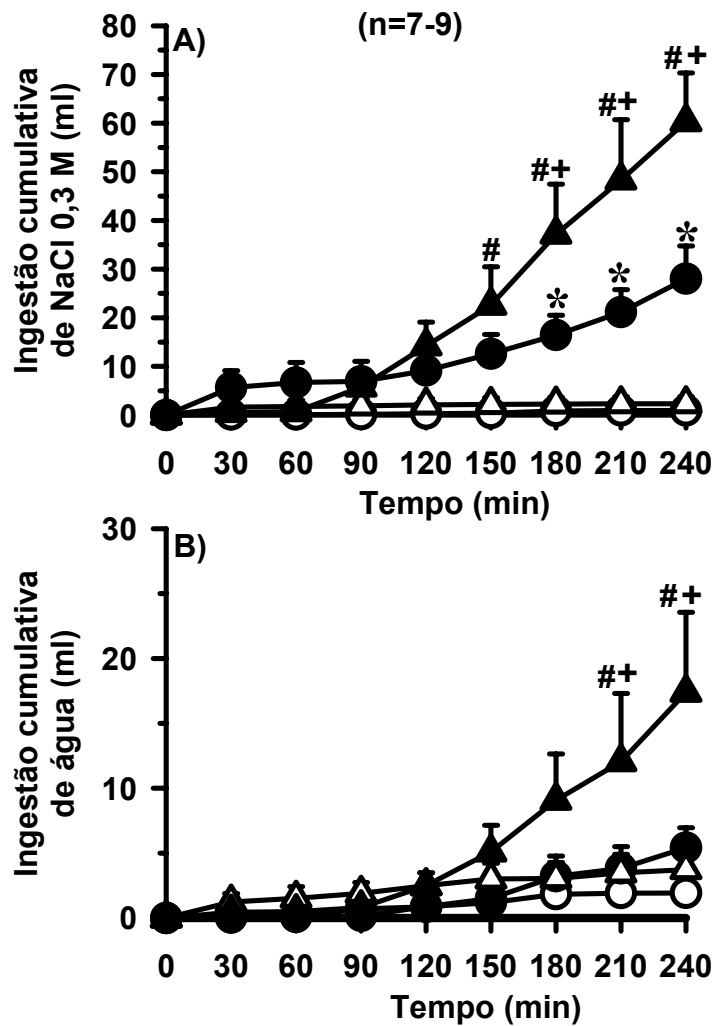 (n=7-9)
A)
80
70
60
50
40
30
20
10
0
Ingestão cumulativa
de NaCl 0,3 M (ml)
#+
#+
#+
#
*
*
*
0 30 60 90 120 150 180 210 240
Tempo (min)
B)
30
20
10
0
Ingestão cumulativa
de água (ml)
#+
#+
0 30 60 90 120 150 180 210 240
Tempo (min)